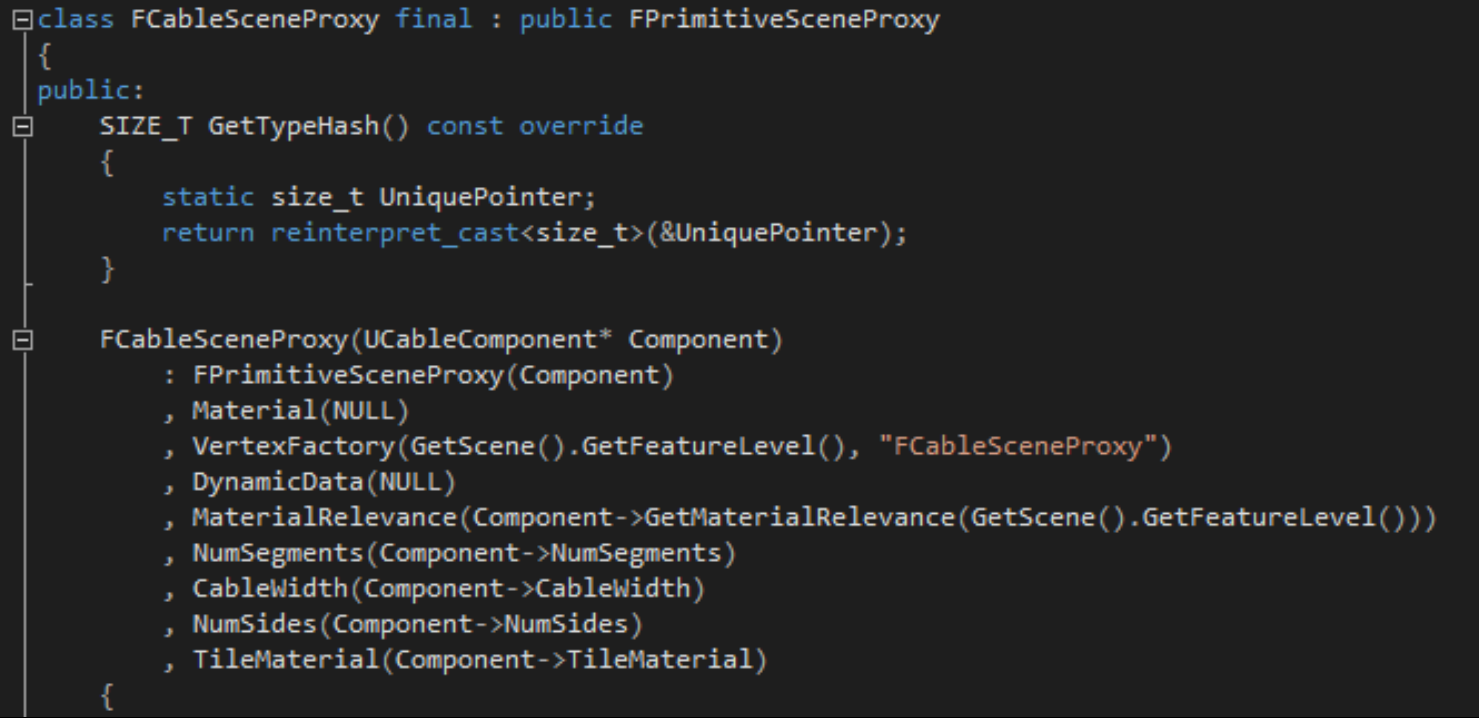 class FCableSceneProxy final : public FPrimitiveSceneProxy
{
public:
    SIZE_T GetTypeHash() const override
    {
        static size_t UniquePointer;
        return reinterpret_cast<size_t>(&UniquePointer);
    }

    FCableSceneProxy(UCableComponent* Component)
        : FPrimitiveSceneProxy(Component)
        , Material(NULL)
        , VertexFactory(GetScene().GetFeatureLevel(), "FCableSceneProxy")
        , DynamicData(NULL)
        , MaterialRelevance(Component->GetMaterialRelevance(GetScene().GetFeatureLevel()))
        , NumSegments(Component->NumSegments)
        , CableWidth(Component->CableWidth)
        , NumSides(Component->NumSides)
        , TileMaterial(Component->TileMaterial)
    {